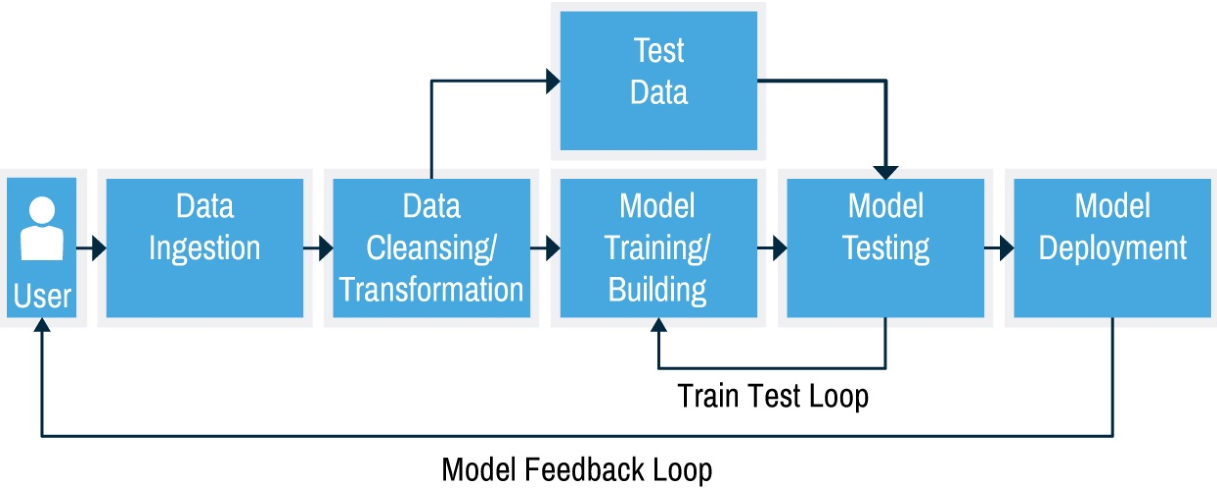 Test
Data
User
Data
Ingestion
Data
Cleansing/
Transformation
Model
Training/
Building
Model
Testing
Model
Deployment
Train Test Loop
Model Feedback Loop